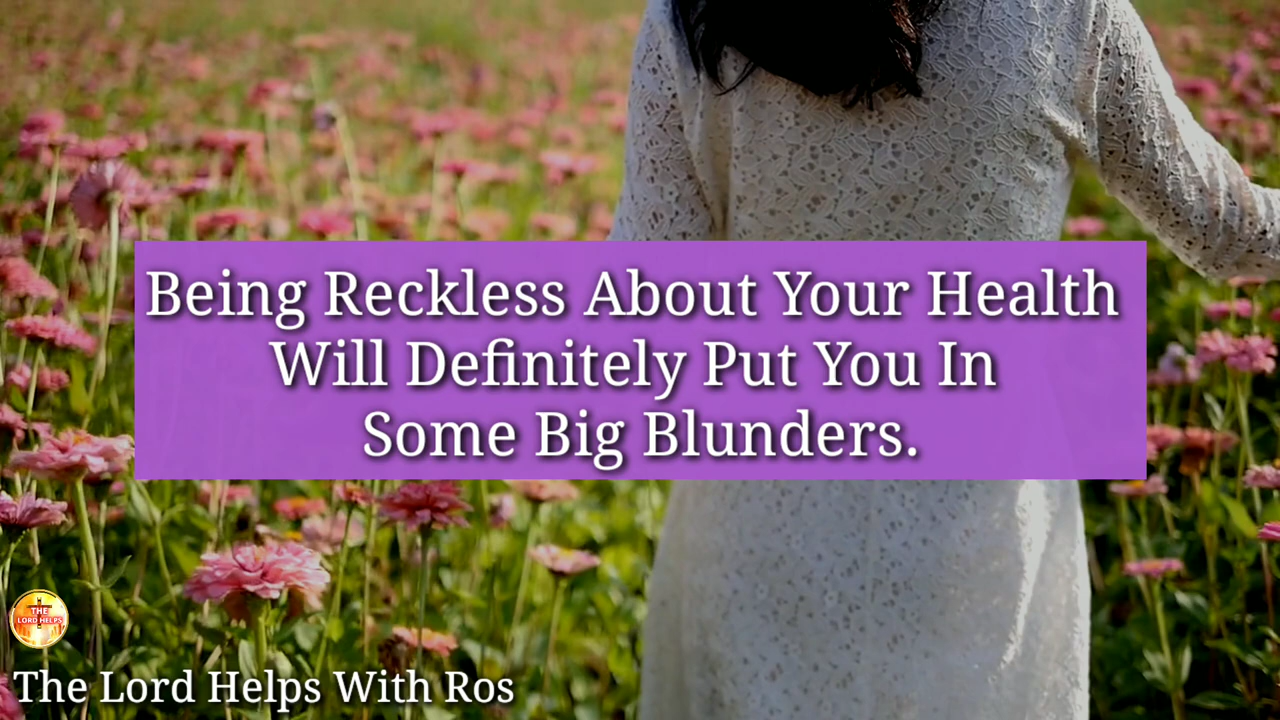 Being Reckless About Your Health
Will Definitely Put You In
Some Big Blunders.
THE
LORD HELPS
The Lord Helps With Ros